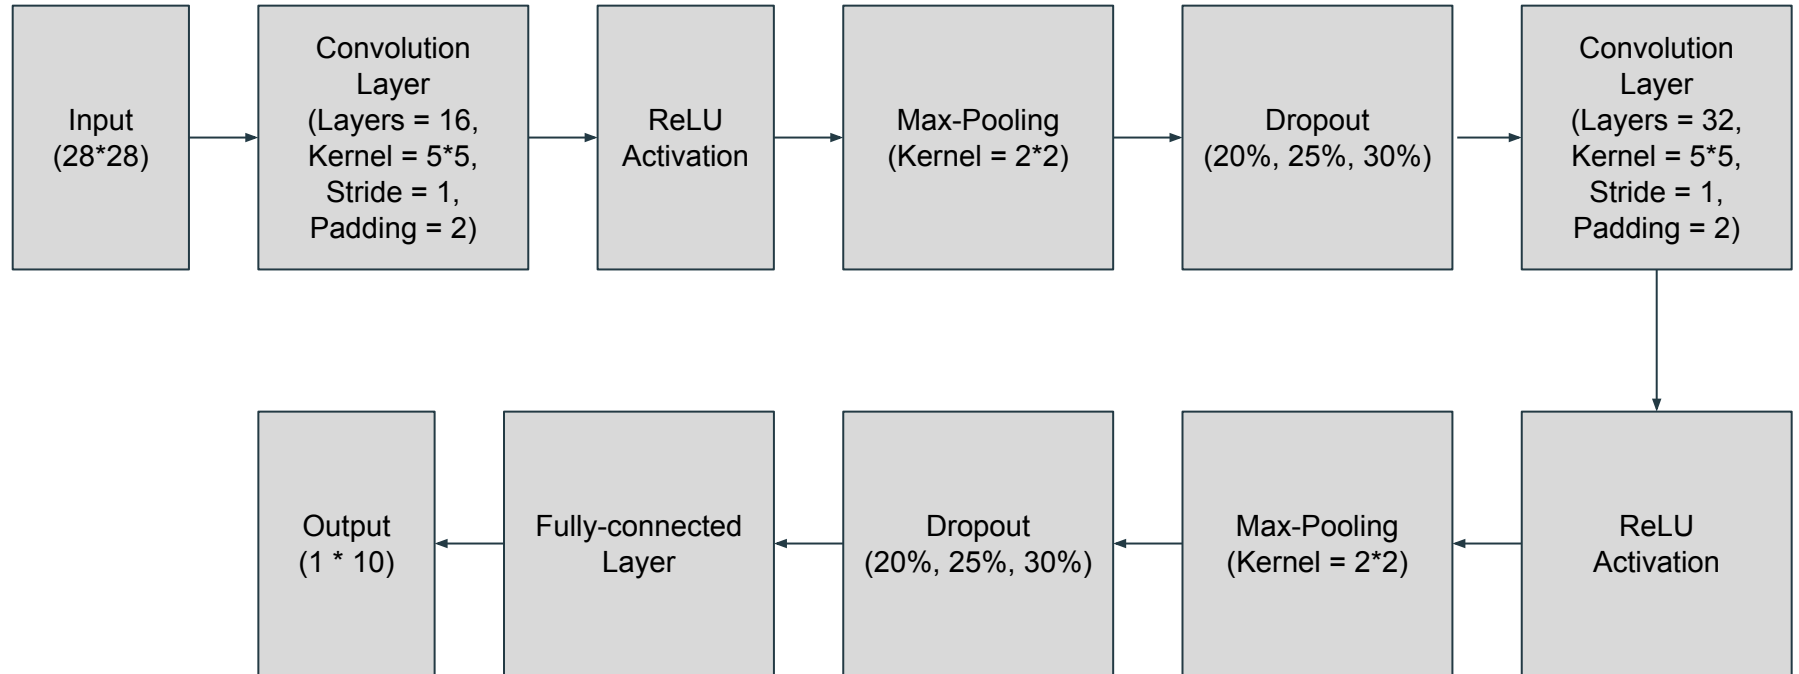 Input
(28*28)
Convolution
Layer
(Layers = 16,
Kernel = 5*5,
Stride = 1,
Padding = 2)
ReLU
Activation
Max-Pooling
(Kernel = 2*2)
Dropout
(20%, 25%, 30%)
Convolution
Layer
(Layers = 32,
Kernel = 5*5,
Stride = 1,
Padding = 2)
ReLU
Activation
Max-Pooling
(Kernel = 2*2)
Dropout
(20%, 25%, 30%)
Fully-connected
Layer
Output
(1 * 10)